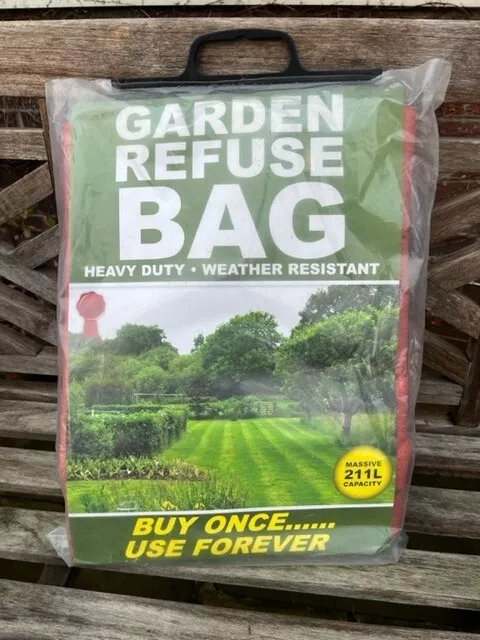 GARDEN
REFUSE
BAG
HEAVY DUTY • WEATHER RESISTANT
MASSIVE
211L
CAPACITY
BUY ONCE......
USE FOREVER